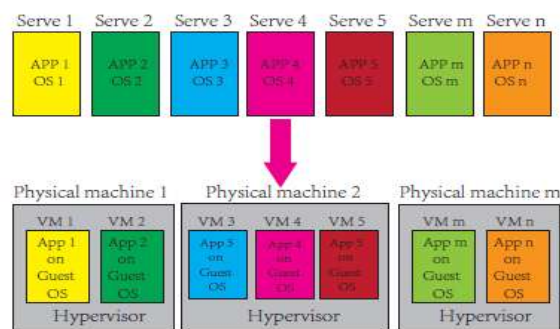 Serve 1 Serve 2 Serve 3 Serve 4 Serve 5 Serve m Serve n
APP 1 APP 2 APP 3 APP 4 APP 5 APP m APP n
OS 1 OS 2 OS 3 OS 4 OS 5 OS m OS n
Physical machine 1 Physical machine 2 Physical machine m
VM 1 VM 2 VM 3 VM 4 VM 5 VM m VM n
App 1 App 2 App 3 App 4 App 5 App m App n
on on on on on on on
Guest Guest Guest Guest Guest Guest Guest
OS OS OS OS OS OS OS
Hypervisor Hypervisor Hypervisor